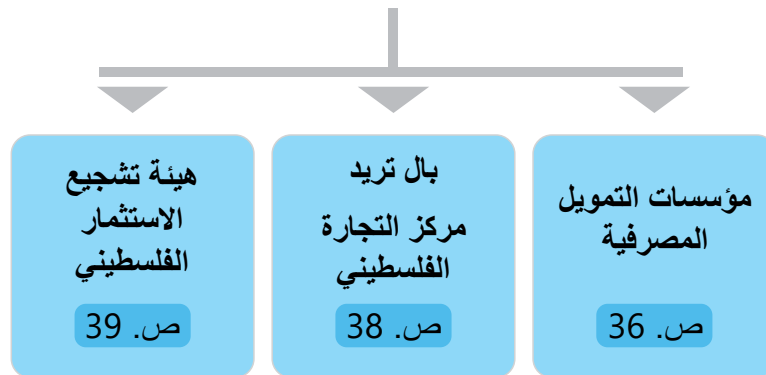 مؤسسات التمويل
المصرفية
ص. 36
بال تريد
مركز التجارة
الفلسطيني
ص. 38
هيئة تشجيع
الاستثمار
الفلسطيني
ص. 39